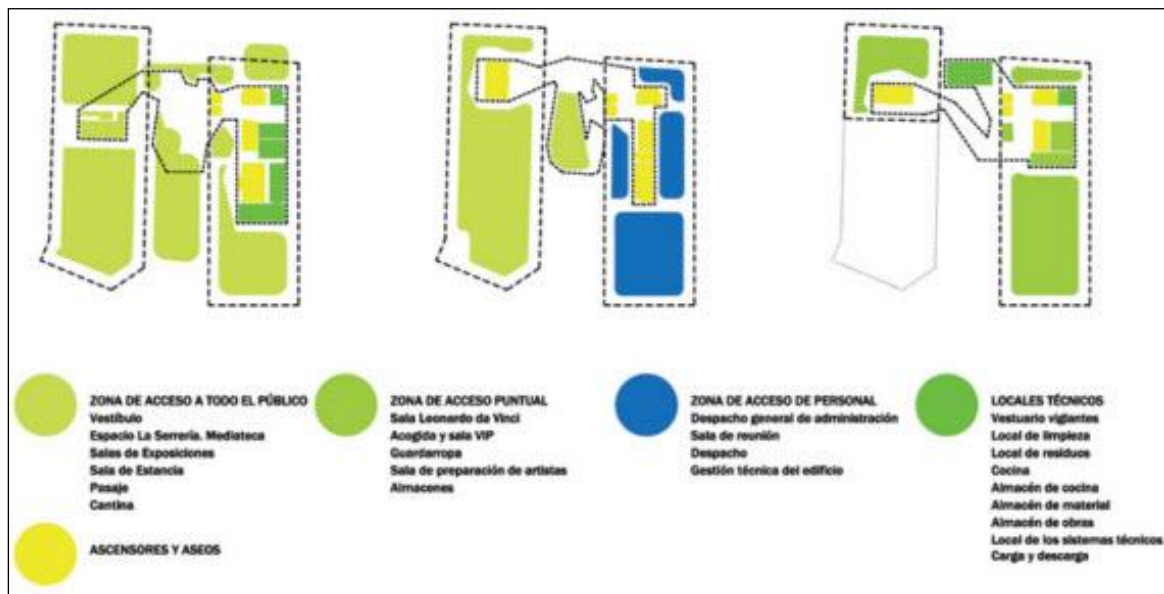 ZONA DE ACCESO A TODO EL PÚBLICO
Vestíbulo
Espacio La Serrería. Mediateca
Salas de Exposiciones
Sala de Estancia
Pasaje
Cantina
ZONA DE ACCESO PUNTUAL
Sala Leonardo da Vinci
Acogida y sala VIP
Guardarropa
Sala de preparación de artistas
Almacenes
ZONA DE ACCESO DE PERSONAL
Despacho general de administración
Sala de reunión
Despacho
Gestión técnica del edificio
LOCALES TÉCNICOS
Vestuario vigilantes
Local de limpieza
Local de residuos
Cocina
Almacén de cocina
Almacén de material
Almacén de obras
Local de los sistemas técnicos
Carga y descarga
ASCENSORES Y ASEOS